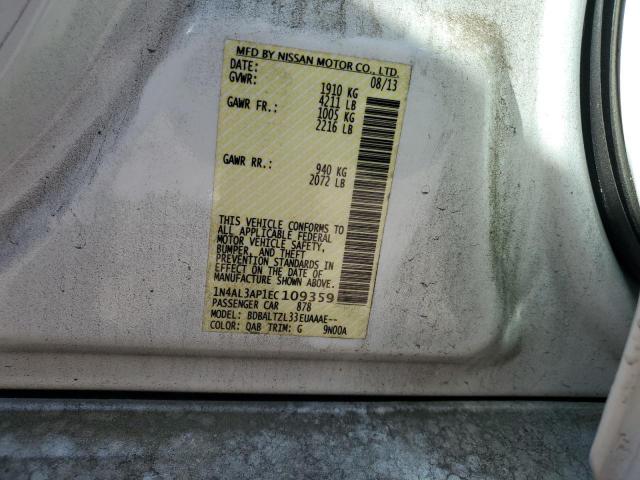 MFD BY NISSAN MOTOR CO., LTD.
DATE: 08/13
GVWR: 1910 KG
4211 LB
GAWR FR.: 1005 KG
2216 LB
GAWR RR.: 940 KG
2072 LB
THIS VEHICLE CONFORMS TO
ALL APPLICABLE FEDERAL
MOTOR VEHICLE SAFETY,
BUMPER, AND THEFT
PREVENTION STANDARDS IN
EFFECT ON THE DATE OF
MANUFACTURE SHOWN ABOVE.
1N4AL3AP1EC109359
PASSENGER CAR 878
MODEL: BDBALTZL33EUAAAE--
COLOR: QAB TRIM: G 9N00A